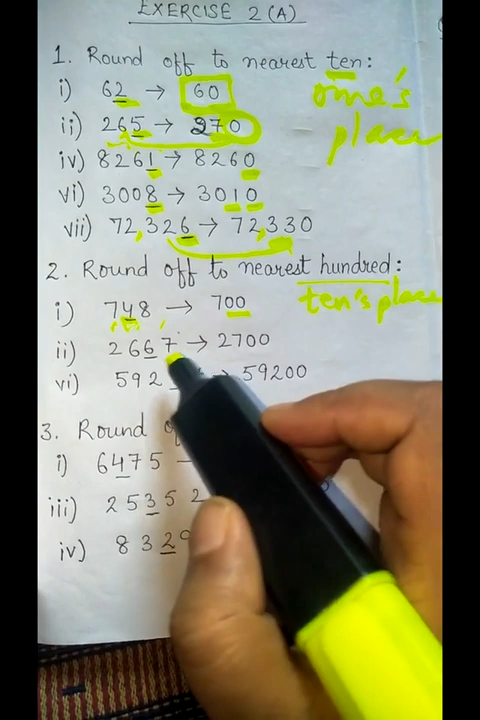 EXERCISE 2(A)
1. Round off to nearest ten:
i) 62 → 60
one's place
ii) 265 → 270
iv) 8261 → 8260
vi) 3008 → 3010
vii) 72,326 → 72,330
2. Round off to nearest hundred:
ten's place
i) 748 → 700
ii) 2667 → 2700
vi) 592 → 59200
3. Round
i) 6475
iii) 25352
iv) 832